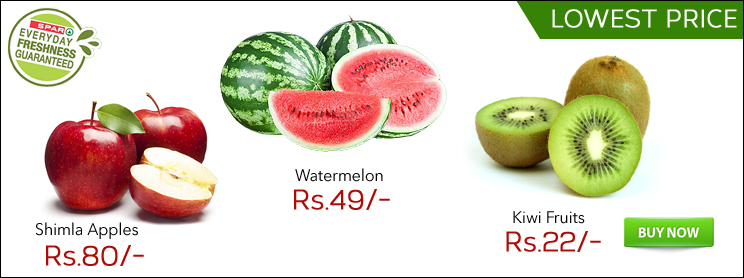 SPAR
EVERYDAY
FRESHNESS
GUARANTEED
LOWEST PRICE
Shimla Apples
Rs.80/-
Watermelon
Rs.49/-
Kiwi Fruits
Rs.22/-
BUY NOW